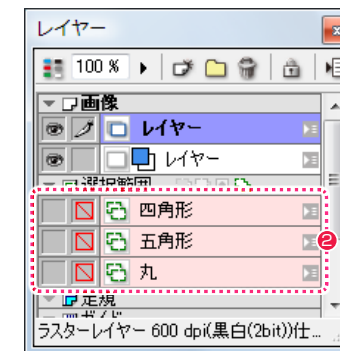 レイヤー
100 %
画像
レイヤー
レイヤー
選択範囲
四角形
五角形
2
丸
定規
ガイド
ラスターレイヤー 600 dpi(黒白(2bit))仕...